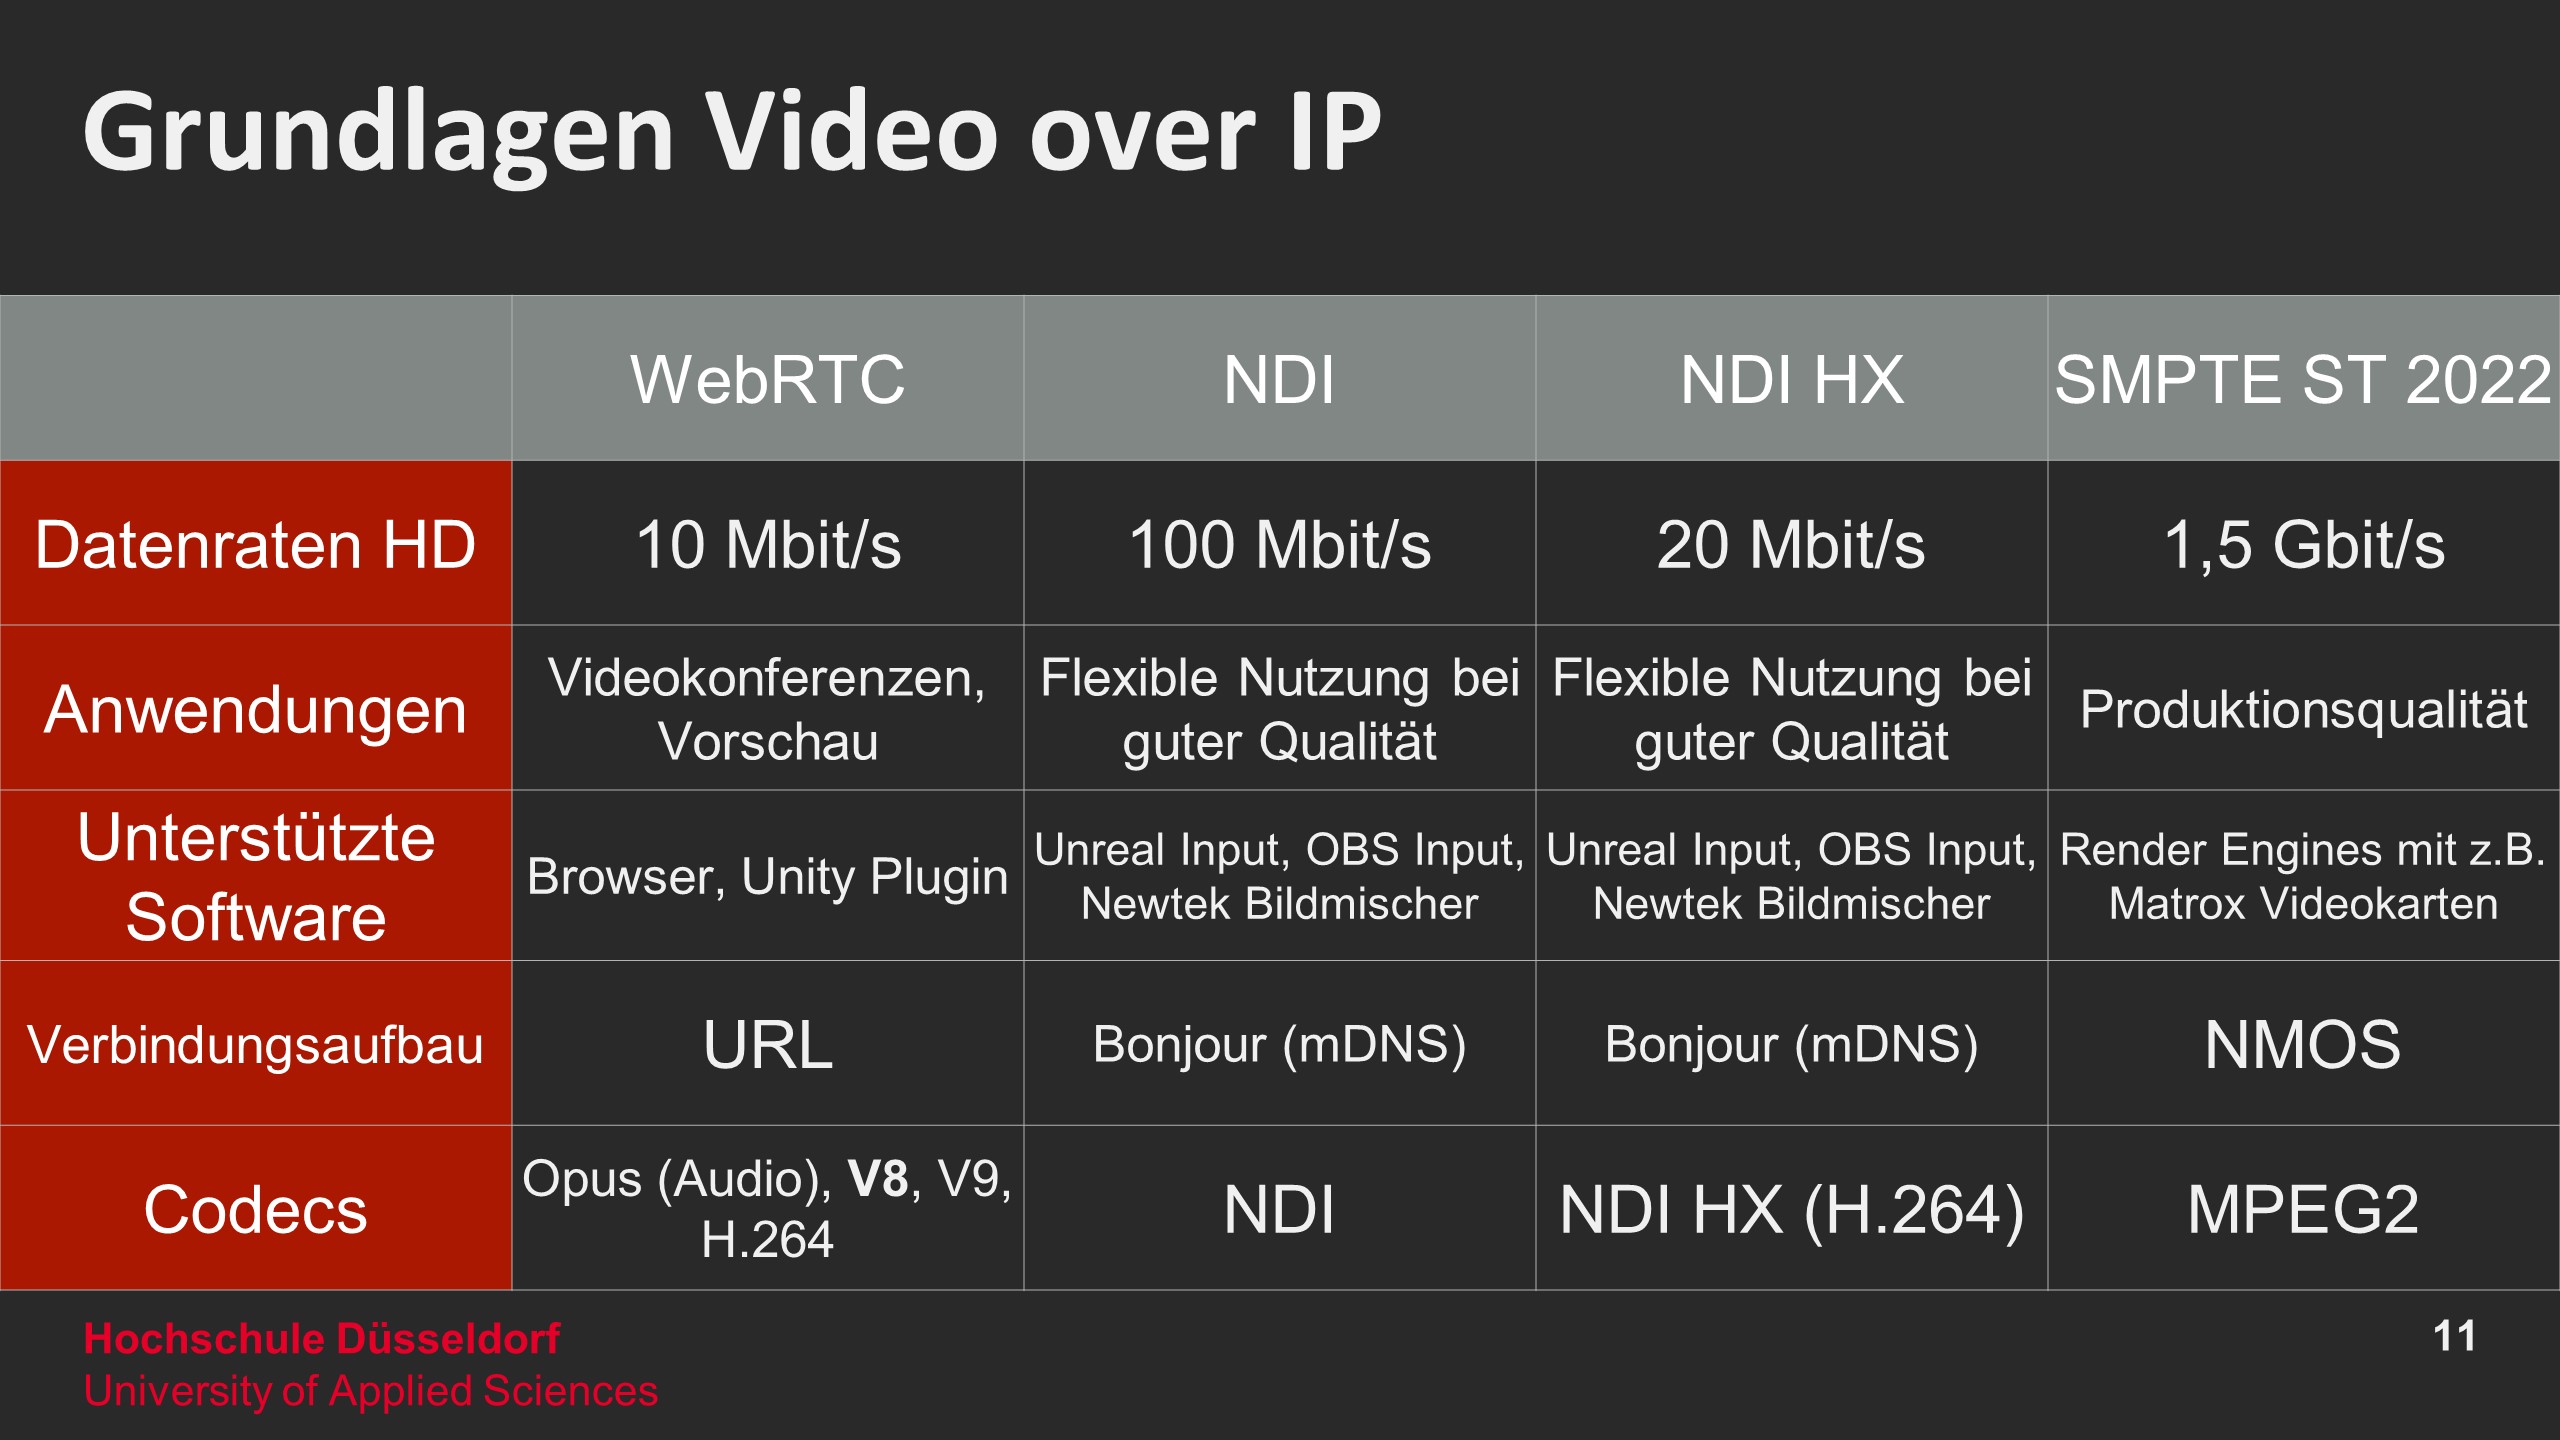 Grundlagen Video over IP
WebRTC NDI NDI HX SMPTE ST 2022
Datenraten HD 10 Mbit/s 100 Mbit/s 20 Mbit/s 1,5 Gbit/s
Anwendungen
Videokonferenzen,
Vorschau
Flexible Nutzung bei
guter Qualität
Flexible Nutzung bei
guter Qualität
Produktionsqualität
Unterstützte
Software
Browser, Unity Plugin
Unreal Input, OBS Input,
Newtek Bildmischer
Unreal Input, OBS Input,
Newtek Bildmischer
Render Engines mit z.B.
Matrox Videokarten
Verbindungsaufbau URL Bonjour (mDNS) Bonjour (mDNS) NMOS
Codecs
Opus (Audio), V8, V9,
H.264
NDI
NDI HX (H.264)
MPEG2
Hochschule Düsseldorf
University of Applied Sciences
11